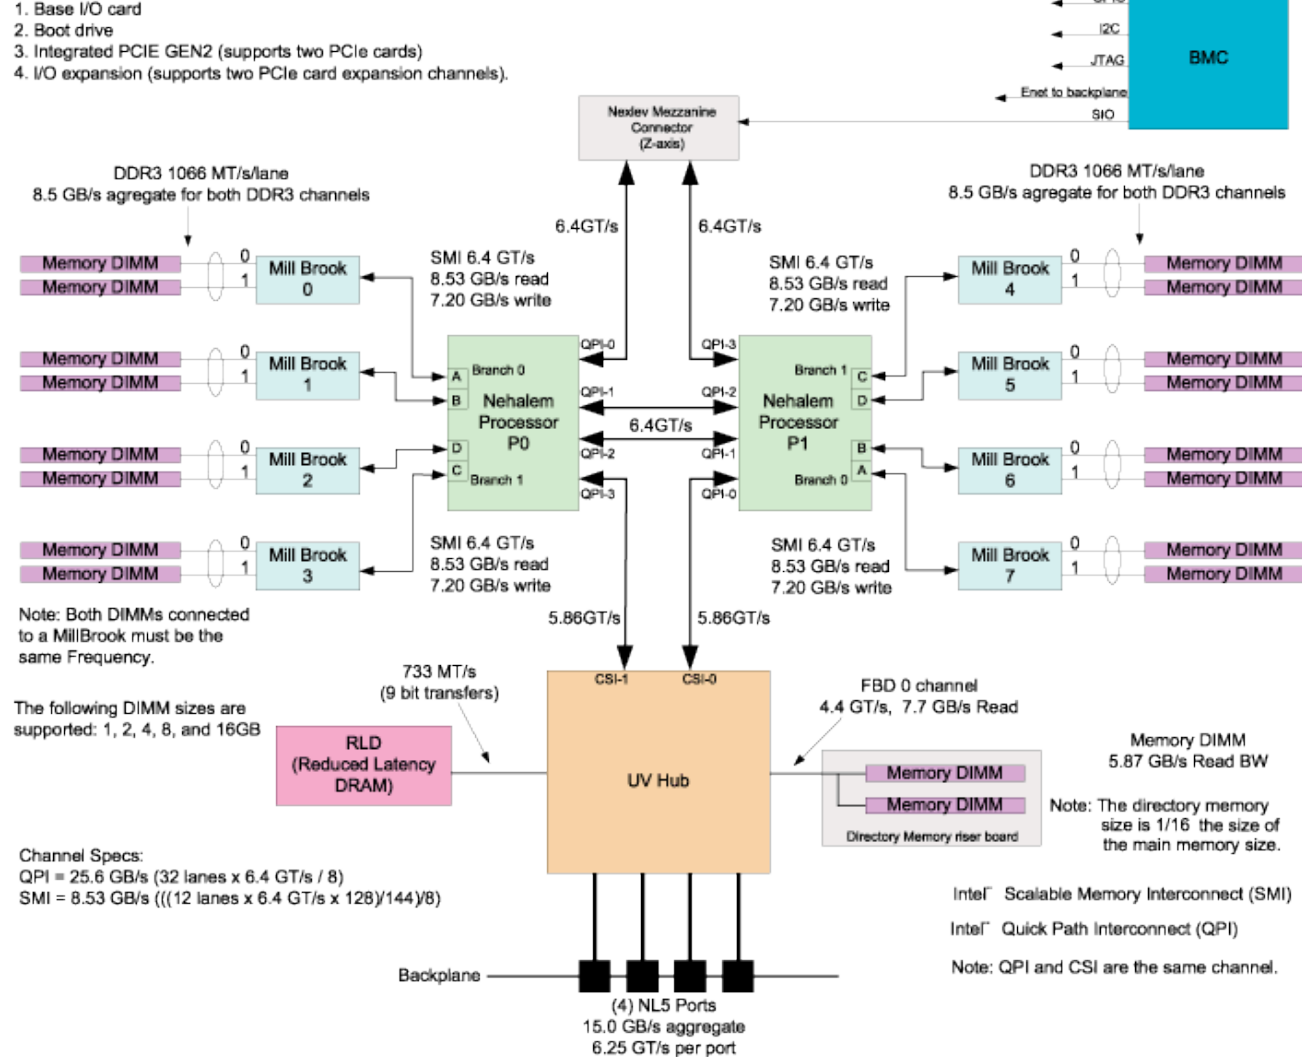 1. Base I/O card
2. Boot drive
3. Integrated PCIE GEN2 (supports two PCIe cards)
4. I/O expansion (supports two PCIe card expansion channels).
I2C
JTAG
Enet to backplane
SIO
BMC
Nexlev Mezzanine
Connector
(Z-axis)
DDR3 1066 MT/s/lane
8.5 GB/s agregate for both DDR3 channels
DDR3 1066 MT/s/lane
8.5 GB/s agregate for both DDR3 channels
6.4GT/s
6.4GT/s
SMI 6.4 GT/s
8.53 GB/s read
7.20 GB/s write
SMI 6.4 GT/s
8.53 GB/s read
7.20 GB/s write
Memory DIMM
Memory DIMM
0
1
Mill Brook
0
Memory DIMM
Memory DIMM
0
1
Mill Brook
1
Memory DIMM
Memory DIMM
0
1
Mill Brook
2
Memory DIMM
Memory DIMM
0
1
Mill Brook
3
A
Branch 0
B
Nehalem
Processor
P0
D
C
Branch 1
QPI-0
QPI-1
QPI-2
QPI-3
6.4GT/s
QPI-3
QPI-2
QPI-1
QPI-0
Branch 1
C
D
Nehalem
Processor
P1
B
A
Branch 0
Mill Brook
4
0
1
Memory DIMM
Memory DIMM
Mill Brook
5
0
1
Memory DIMM
Memory DIMM
Mill Brook
6
0
1
Memory DIMM
Memory DIMM
Mill Brook
7
0
1
Memory DIMM
Memory DIMM
SMI 6.4 GT/s
8.53 GB/s read
7.20 GB/s write
SMI 6.4 GT/s
8.53 GB/s read
7.20 GB/s write
Note: Both DIMMs connected
to a MillBrook must be the
same Frequency.
5.86GT/s
5.86GT/s
The following DIMM sizes are
supported: 1, 2, 4, 8, and 16GB
733 MT/s
(9 bit transfers)
RLD
(Reduced Latency
DRAM)
CSI-1
CSI-0
UV Hub
FBD 0 channel
4.4 GT/s, 7.7 GB/s Read
Memory DIMM
Memory DIMM
Directory Memory riser board
Memory DIMM
5.87 GB/s Read BW
Note: The directory memory
size is 1/16 the size of
the main memory size.
Channel Specs:
QPI = 25.6 GB/s (32 lanes x 6.4 GT/s / 8)
SMI = 8.53 GB/s (((12 lanes x 6.4 GT/s x 128)/144)/8)
Intel Scalable Memory Interconnect (SMI)
Intel Quick Path Interconnect (QPI)
Note: QPI and CSI are the same channel.
Backplane
(4) NL5 Ports
15.0 GB/s aggregate
6.25 GT/s per port